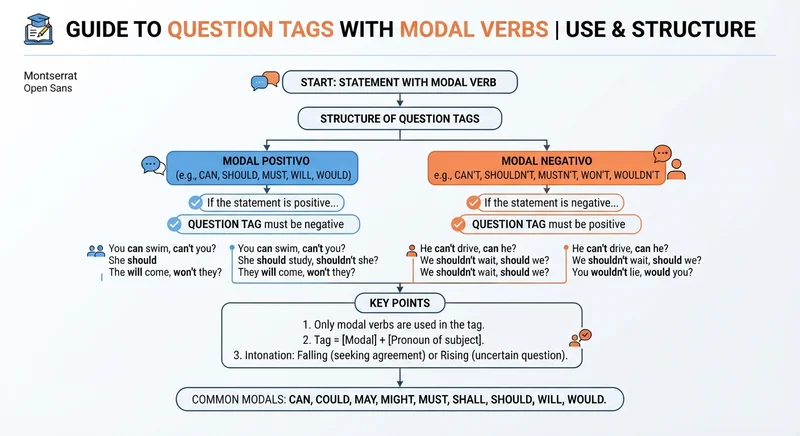 GUIDE TO QUESTION TAGS WITH MODAL VERBS | USE & STRUCTURE
Montserrat
Open Sans
START: STATEMENT WITH MODAL VERB
STRUCTURE OF QUESTION TAGS
MODAL POSITIVO
(e.g., CAN, SHOULD, MUST, WILL, WOULD)
If the statement is positive...
QUESTION TAG must be negative
You can swim, can't you?
She should
The will come, won't they?
You can swim, can't you?
She should study, shouldn't she?
They will come, won't they?
MODAL NEGATIVO
e.g., CAN'T, SHOULDN'T, MUSTN'T, WON'T, WOULDN'T
If the statement is negative...
QUESTION TAG must be positive
He can't drive, can he?
We shouldn't wait, should we?
We shouldn't wait, should we?
He can't drive, can he?
We shouldn't wait, should we?
You wouldn't lie, would you?
KEY POINTS
1. Only modal verbs are used in the tag.
2. Tag = [Modal] + [Pronoun of subject].
3. Intonation: Falling (seeking agreement) or Rising (uncertain question).
COMMON MODALS: CAN, COULD, MAY, MIGHT, MUST, SHALL, SHOULD, WILL, WOULD.